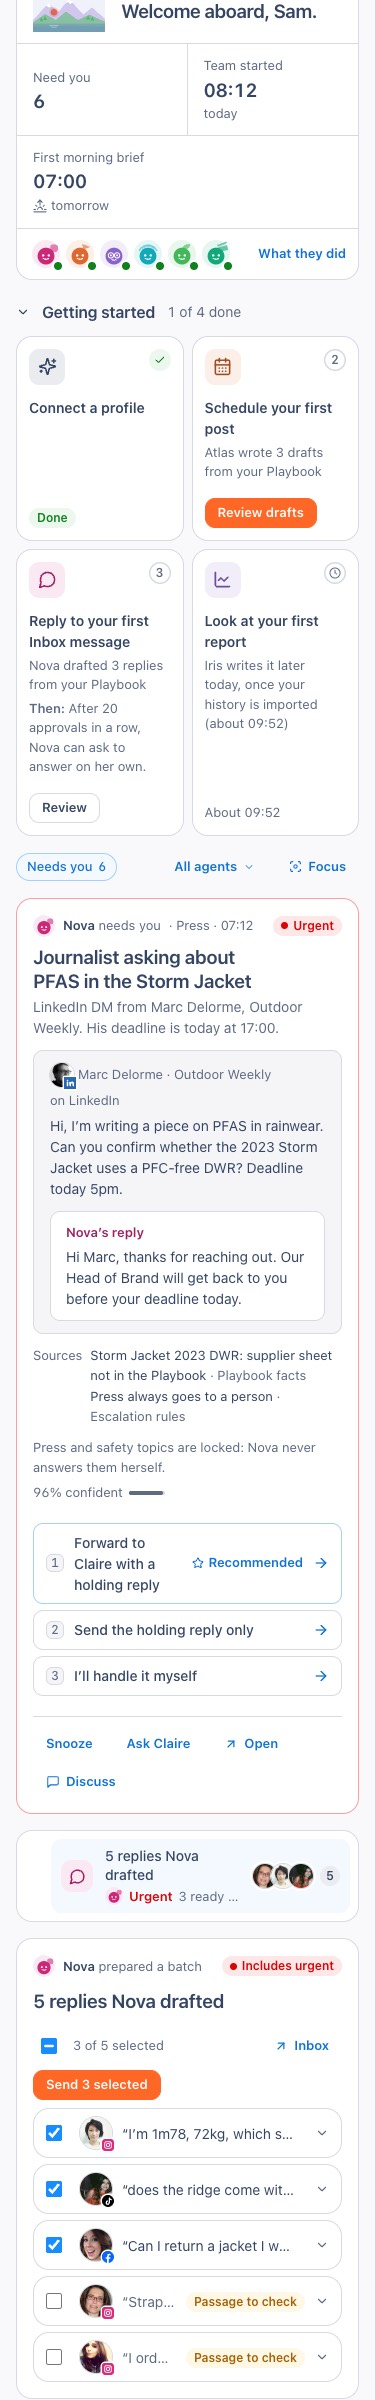 Welcome aboard, Sam.
Need you
6
Team started
08:12
today
First morning brief
07:00
tomorrow
What they did
Getting started 1 of 4 done
Connect a profile
Done
2
Schedule your first
post
Atlas wrote 3 drafts
from your Playbook
Review drafts
3
Reply to your first
Inbox message
Nova drafted 3 replies
from your Playbook
Then: After 20
approvals in a row,
Nova can ask to
answer on her own.
Review
Look at your first
report
Iris writes it later
today, once your
history is imported
(about 09:52)
About 09:52
Needs you 6
All agents
Focus
Nova needs you · Press · 07:12
Urgent
Journalist asking about
PFAS in the Storm Jacket
LinkedIn DM from Marc Delorme, Outdoor
Weekly. His deadline is today at 17:00.
Marc Delorme · Outdoor Weekly
on LinkedIn
Hi, I'm writing a piece on PFAS in rainwear.
Can you confirm whether the 2023 Storm
Jacket uses a PFC-free DWR? Deadline
today 5pm.
Nova's reply
Hi Marc, thanks for reaching out. Our
Head of Brand will get back to you
before your deadline today.
Sources Storm Jacket 2023 DWR: supplier sheet
not in the Playbook · Playbook facts
Press always goes to a person ·
Escalation rules
Press and safety topics are locked: Nova never
answers them herself.
96% confident
1
Forward to
Claire with a
holding reply
Recommended
2 Send the holding reply only
3 I'll handle it myself
Snooze
Ask Claire
Open
Discuss
5 replies Nova
drafted
Urgent 3 ready ...
5
Nova prepared a batch
Includes urgent
5 replies Nova drafted
3 of 5 selected
Inbox
Send 3 selected
"I'm 1m78, 72kg, which s...
"does the ridge come wit...
"Can I return a jacket I w...
"Strap... Passage to check
"I ord... Passage to check